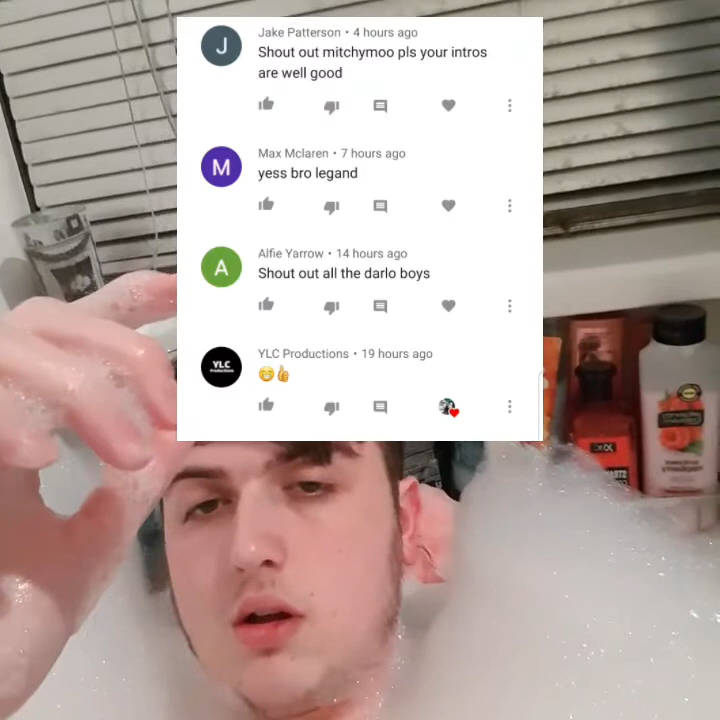 J
Jake Patterson • 4 hours ago
Shout out mitchymoo pls your intros
are well good
M
Max Mclaren • 7 hours ago
yess bro legand
A
Alfie Yarrow • 14 hours ago
Shout out all the darlo boys
YLC
YLC Productions • 19 hours ago
😁👍